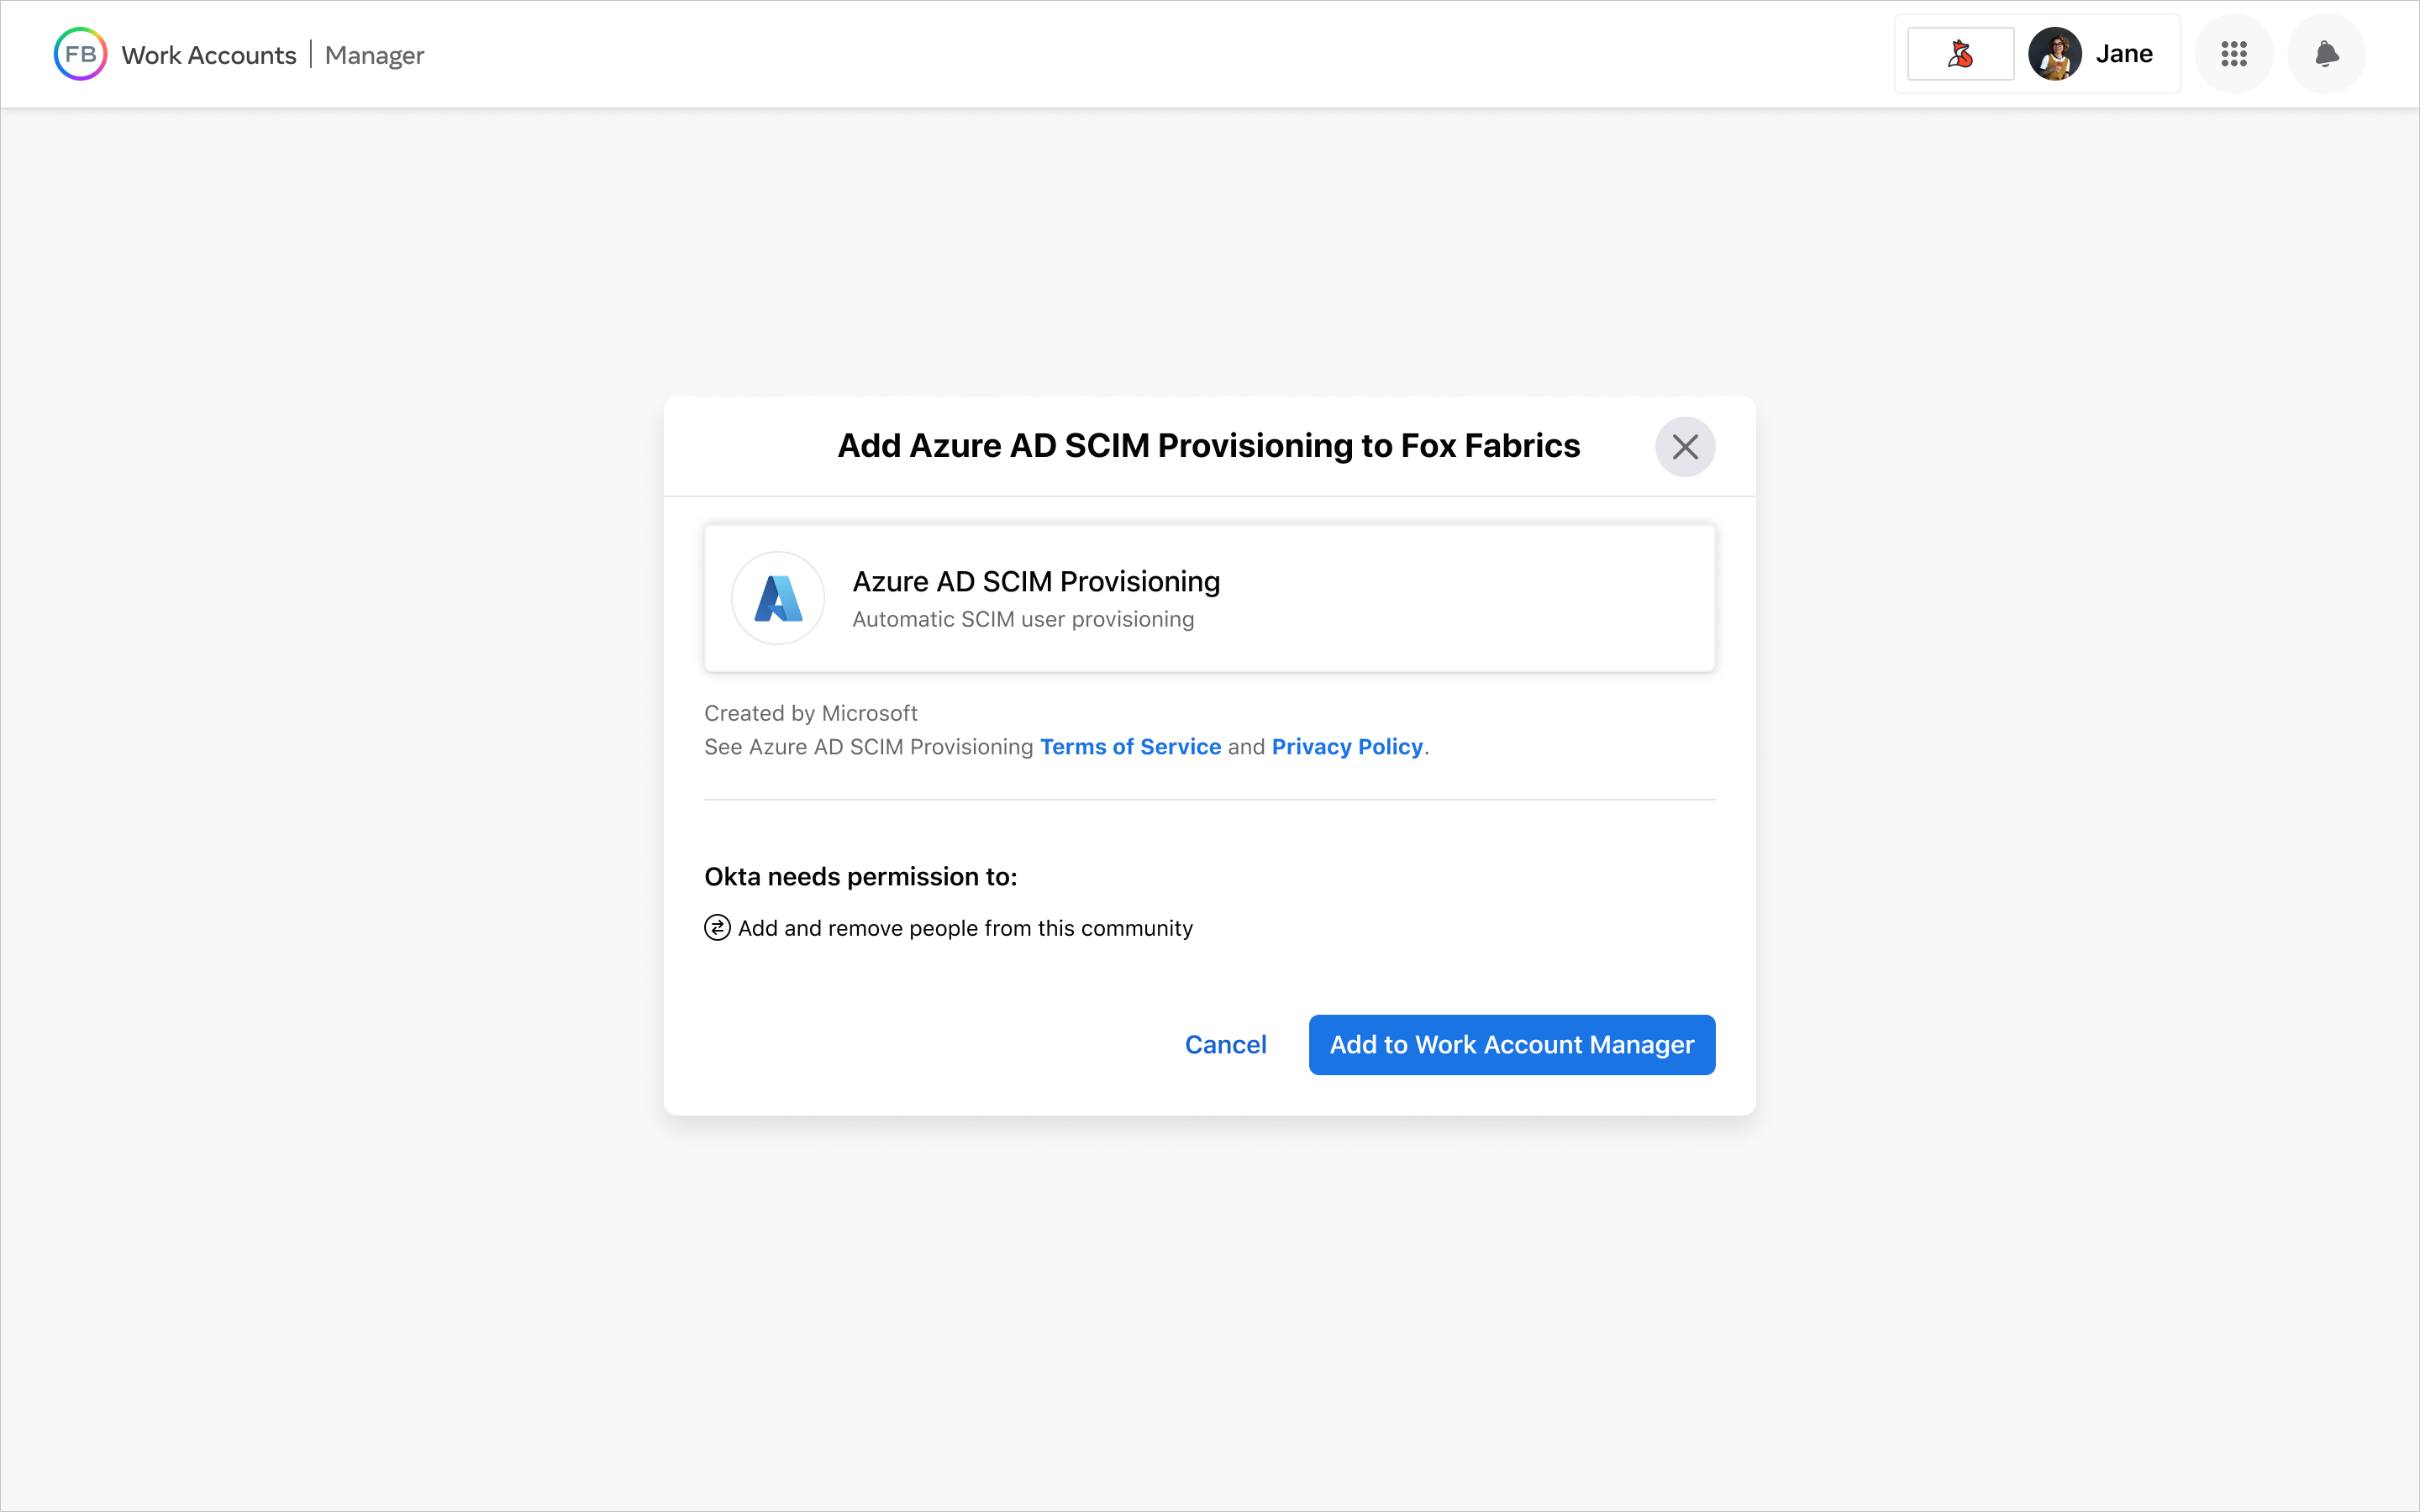 FB Work Accounts | Manager
Jane
Add Azure AD SCIM Provisioning to Fox Fabrics
Azure AD SCIM Provisioning
Automatic SCIM user provisioning
Created by Microsoft
See Azure AD SCIM Provisioning Terms of Service and Privacy Policy.
Okta needs permission to:
Add and remove people from this community
Cancel
Add to Work Account Manager